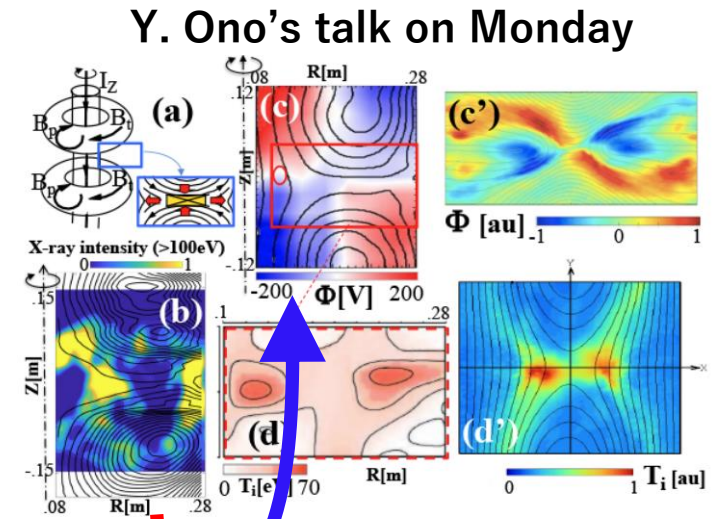 Y. Ono's talk on Monday
(a)
I_Z
B_p
B_t
B_p
B_t
X-ray intensity (>100eV)
0 1
(b)
.15
Z[m]
-.15
.08 R[m] .28
R[m]
.08 .28
.12
(c)
Z[m]
-.12
-200 Φ[V] 200
(c')
Φ [au] -1 0 1
.1 .28
(d)
0 T_i[eV] 70
R[m]
Y
X
(d')
0 1 T_i [au]